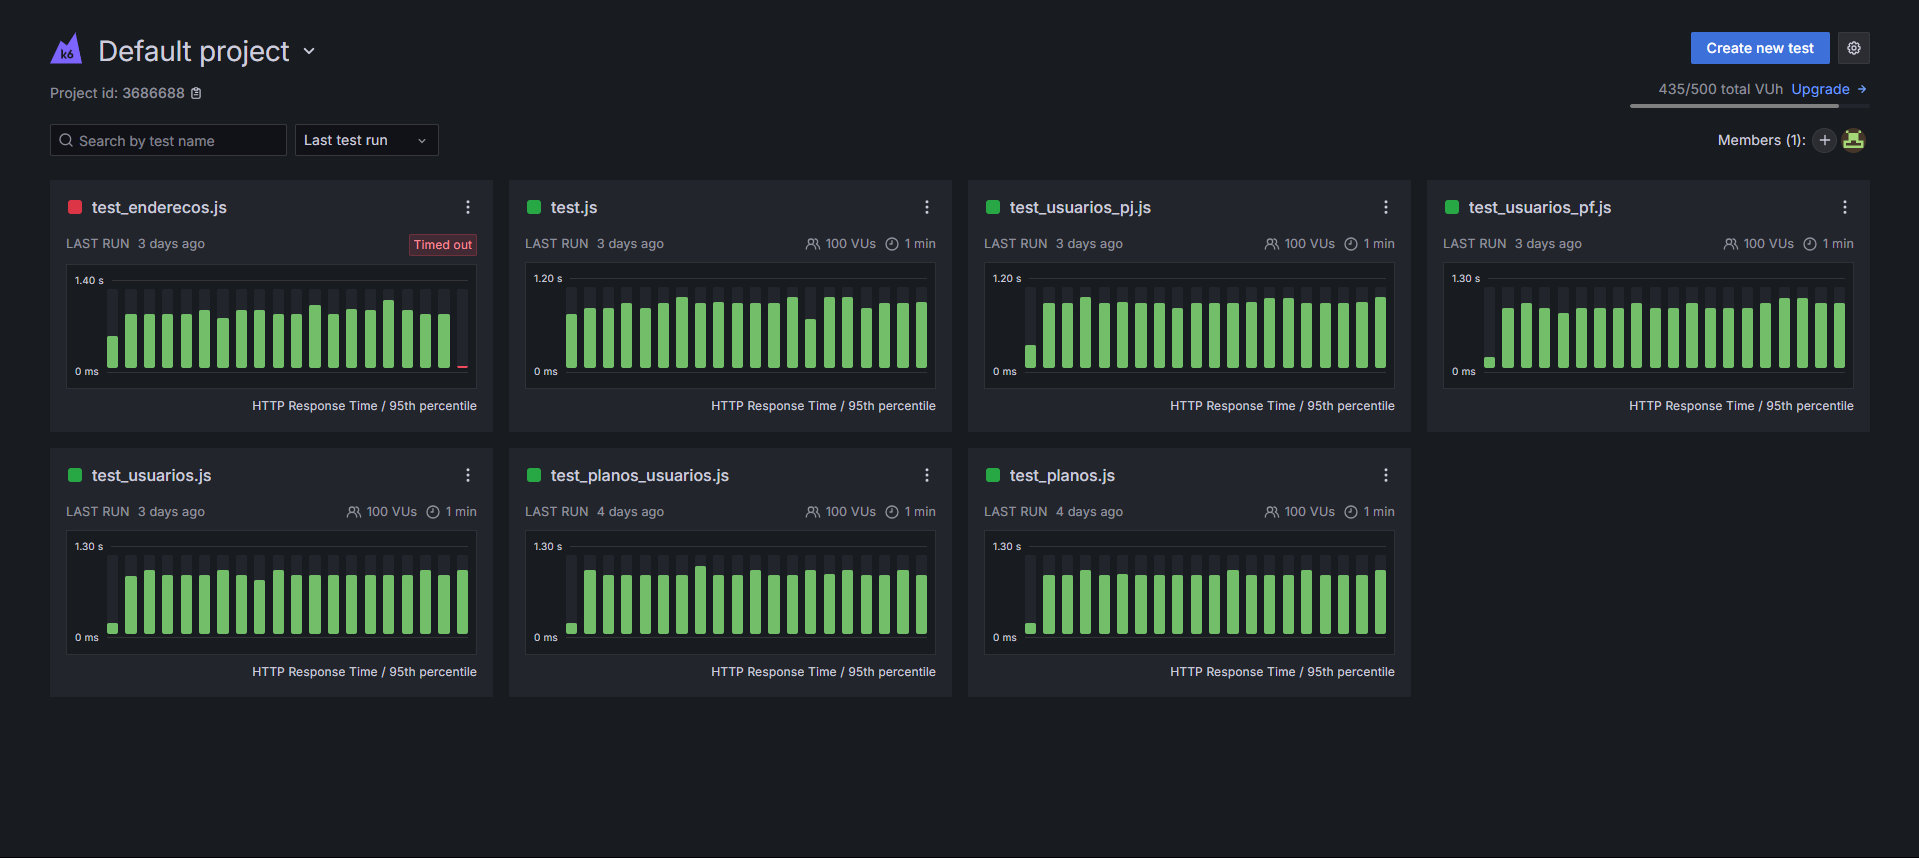 k6
Default project
Create new test
Project id: 3686688
435/500 total VUh Upgrade
Search by test name
Last test run
Members (1):
test_enderecos.js
LAST RUN 3 days ago
Timed out
1.40 s
0 ms
HTTP Response Time / 95th percentile
test.js
LAST RUN 3 days ago
100 VUs
1 min
1.20 s
0 ms
HTTP Response Time / 95th percentile
test_usuarios_pj.js
LAST RUN 3 days ago
100 VUs
1 min
1.20 s
0 ms
HTTP Response Time / 95th percentile
test_usuarios_pf.js
LAST RUN 3 days ago
100 VUs
1 min
1.30 s
0 ms
HTTP Response Time / 95th percentile
test_usuarios.js
LAST RUN 3 days ago
100 VUs
1 min
1.30 s
0 ms
HTTP Response Time / 95th percentile
test_planos_usuarios.js
LAST RUN 4 days ago
100 VUs
1 min
1.30 s
0 ms
HTTP Response Time / 95th percentile
test_planos.js
LAST RUN 4 days ago
100 VUs
1 min
1.30 s
0 ms
HTTP Response Time / 95th percentile